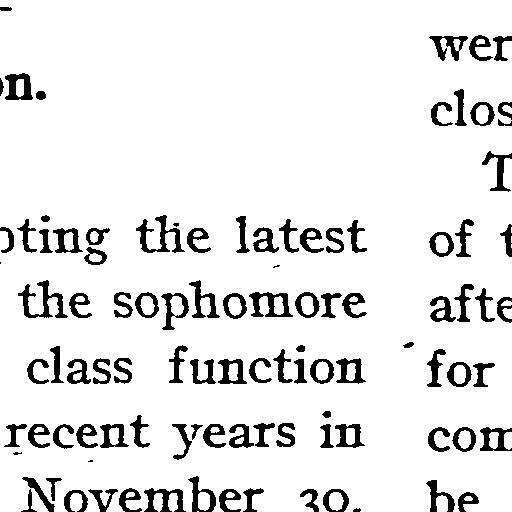 on.
pting the latest
the sophomore
class function
recent years in
November 30.
wer
clos
T
of t
afte
for
com
be